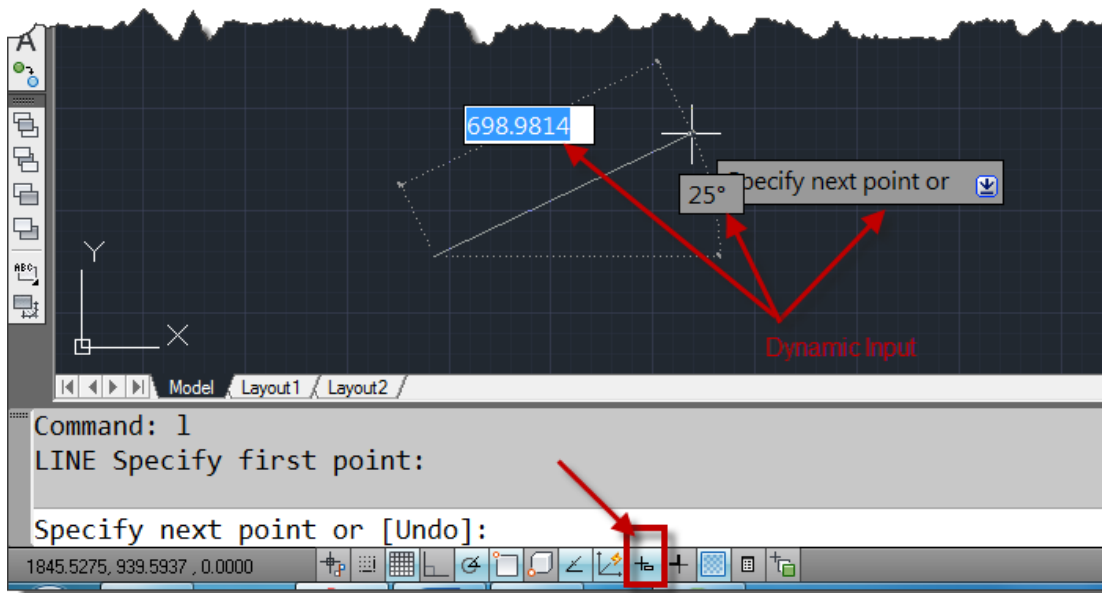 A
698.9814
Specify next point or
25°
ABC
Y
X
Dynamic Input
Model Layout1 Layout2
Command: l
LINE Specify first point:
Specify next point or [Undo]:
1845.5275, 939.5937 , 0.0000